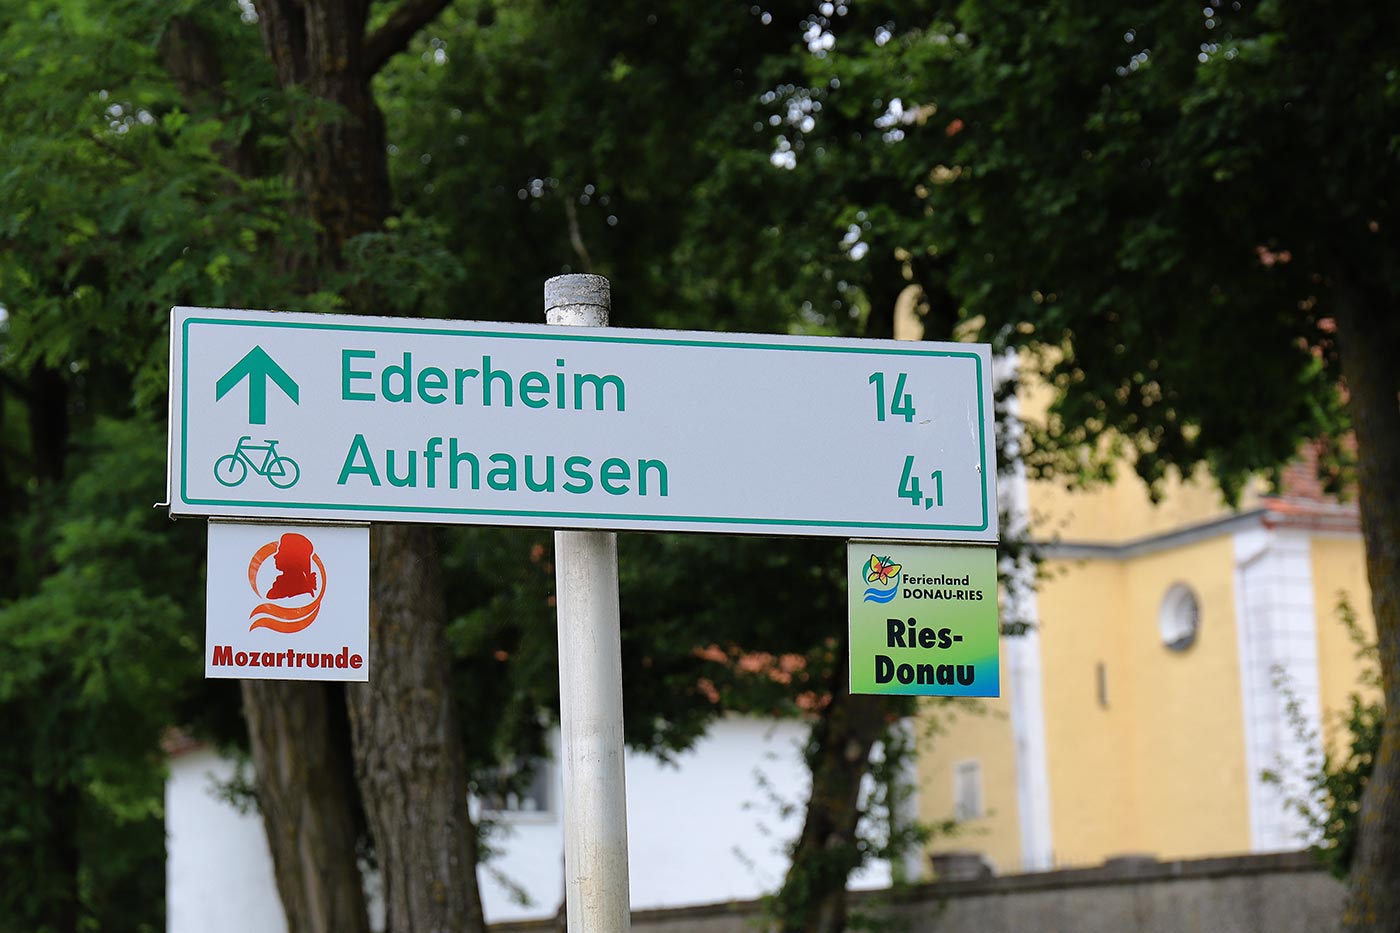 Ederheim 14
Aufhausen 4,1
Mozartrunde
Ferienland
DONAU-RIES
Ries-
Donau